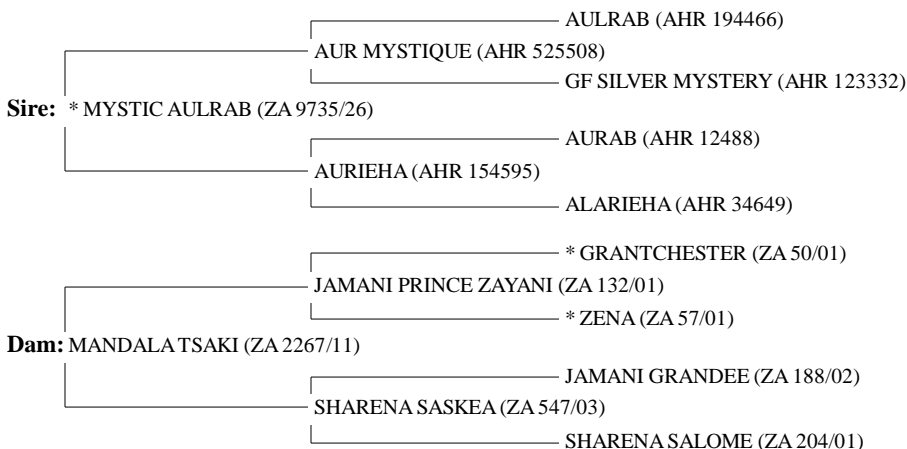 AULRAB (AHR 194466)
AUR MYSTIQUE (AHR 525508)
GF SILVER MYSTERY (AHR 123332)
Sire: * MYSTIC AULRAB (ZA 9735/26)
AURAB (AHR 12488)
AURIEHA (AHR 154595)
ALARIEHA (AHR 34649)
* GRANTCHESTER (ZA 50/01)
JAMANI PRINCE ZAYANI (ZA 132/01)
* ZENA (ZA 57/01)
Dam: MANDALA TSAKI (ZA 2267/11)
JAMANI GRANDEE (ZA 188/02)
SHARENA SASKEA (ZA 547/03)
SHARENA SALOME (ZA 204/01)